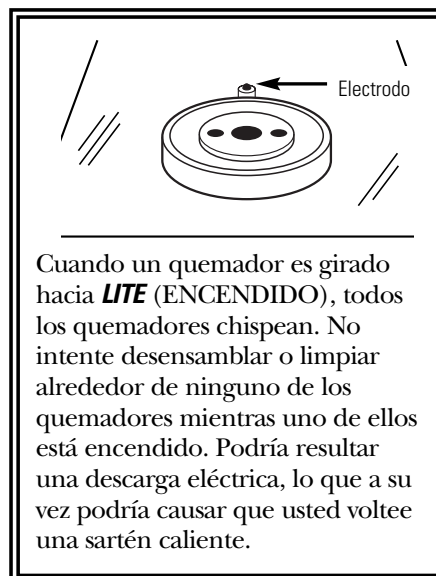 Electrodo
Cuando un quemador es girado
hacia LITE (ENCENDIDO), todos
los quemadores chispean. No
intente desensamblar o limpiar
alrededor de ninguno de los
quemadores mientras uno de ellos
está encendido. Podría resultar
una descarga eléctrica, lo que a su
vez podría causar que usted voltee
una sartén caliente.